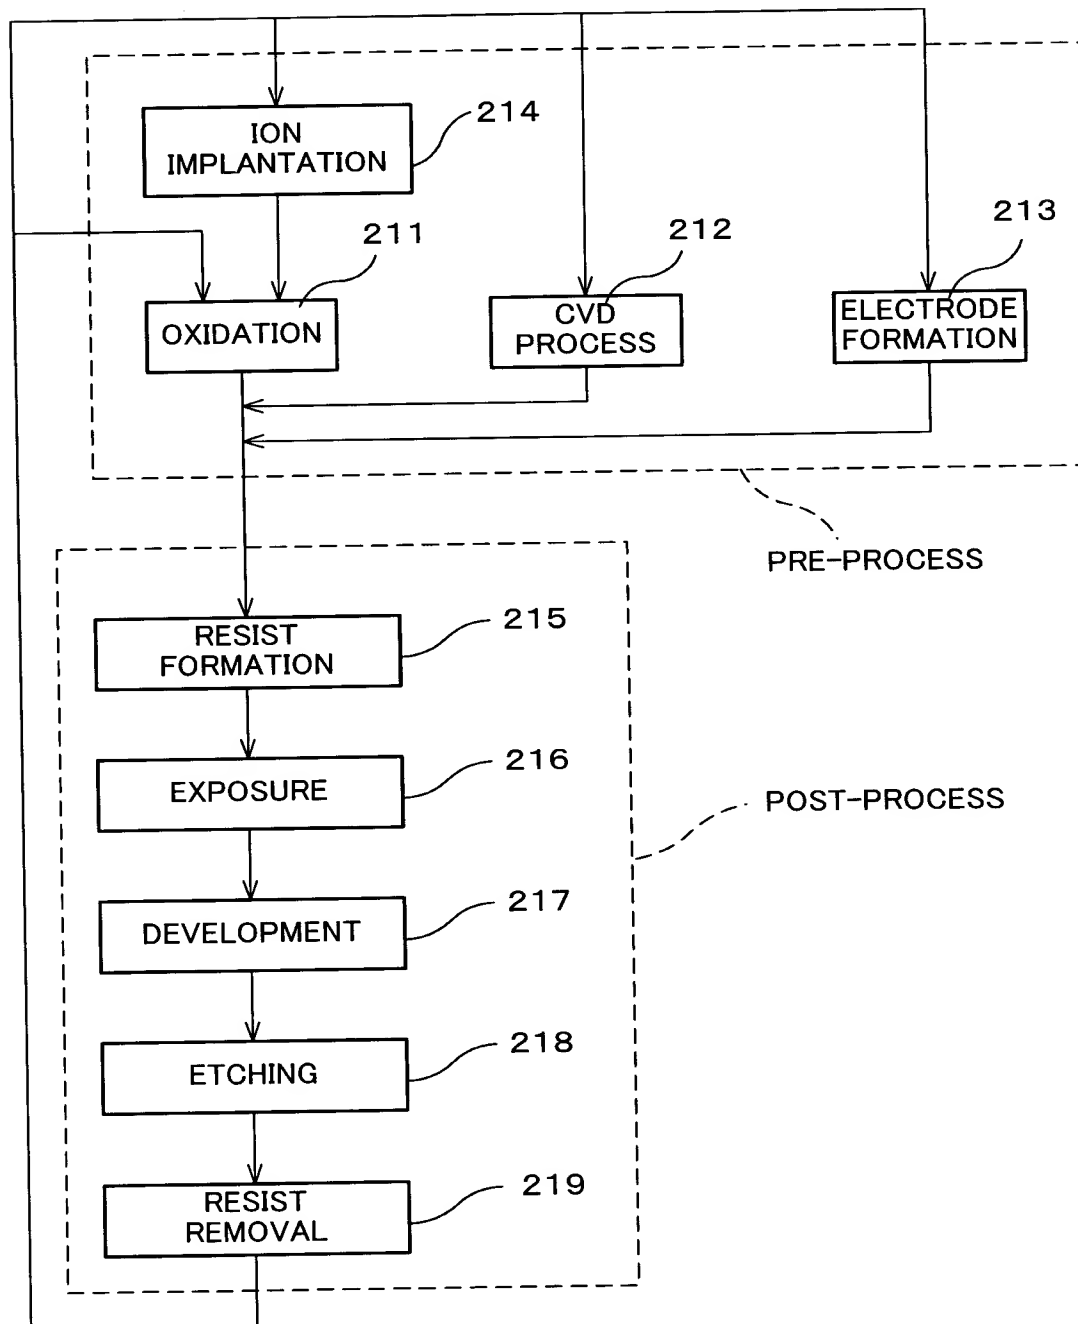 214
ION
IMPLANTATION
211
212
213
OXIDATION
CVD
PROCESS
ELECTRODE
FORMATION
PRE-PROCESS
215
RESIST
FORMATION
216
EXPOSURE
POST-PROCESS
217
DEVELOPMENT
218
ETCHING
219
RESIST
REMOVAL